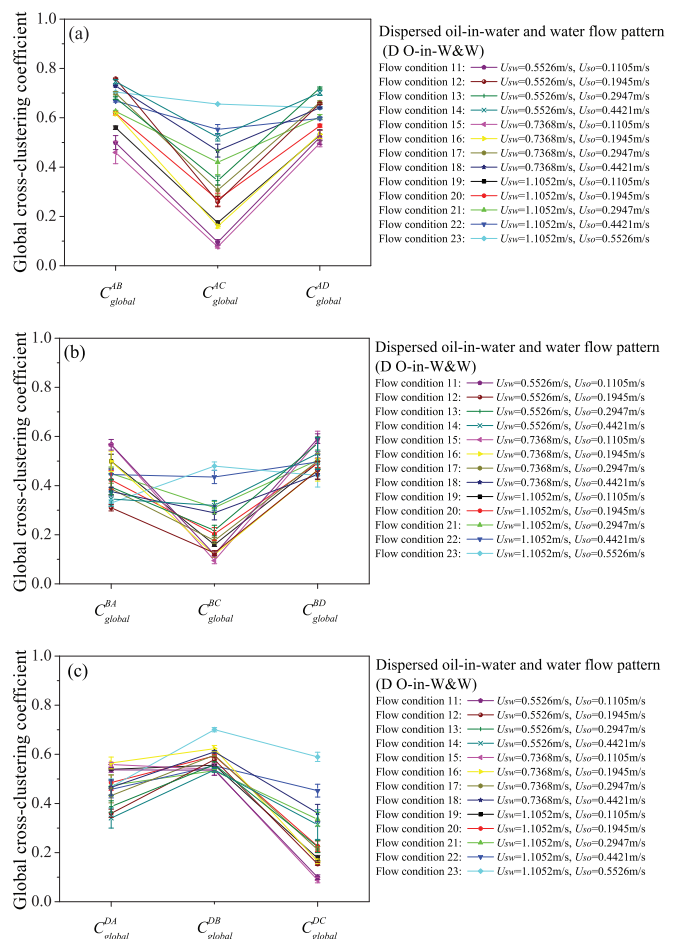 (a)
Global cross-clustering coefficient
1.0
0.8
0.6
0.4
0.2
0.0
C^{AB}_{global}
C^{AC}_{global}
C^{AD}_{global}
Dispersed oil-in-water and water flow pattern
(D O-in-W&W)
Flow condition 11: Usw=0.5526m/s, Uso=0.1105m/s
Flow condition 12: Usw=0.5526m/s, Uso=0.1945m/s
Flow condition 13: Usw=0.5526m/s, Uso=0.2947m/s
Flow condition 14: Usw=0.5526m/s, Uso=0.4421m/s
Flow condition 15: Usw=0.7368m/s, Uso=0.1105m/s
Flow condition 16: Usw=0.7368m/s, Uso=0.1945m/s
Flow condition 17: Usw=0.7368m/s, Uso=0.2947m/s
Flow condition 18: Usw=0.7368m/s, Uso=0.4421m/s
Flow condition 19: Usw=1.1052m/s, Uso=0.1105m/s
Flow condition 20: Usw=1.1052m/s, Uso=0.1945m/s
Flow condition 21: Usw=1.1052m/s, Uso=0.2947m/s
Flow condition 22: Usw=1.1052m/s, Uso=0.4421m/s
Flow condition 23: Usw=1.1052m/s, Uso=0.5526m/s
(b)
Global cross-clustering coefficient
1.0
0.8
0.6
0.4
0.2
0.0
C^{BA}_{global}
C^{BC}_{global}
C^{BD}_{global}
Dispersed oil-in-water and water flow pattern
(D O-in-W&W)
Flow condition 11: Usw=0.5526m/s, Uso=0.1105m/s
Flow condition 12: Usw=0.5526m/s, Uso=0.1945m/s
Flow condition 13: Usw=0.5526m/s, Uso=0.2947m/s
Flow condition 14: Usw=0.5526m/s, Uso=0.4421m/s
Flow condition 15: Usw=0.7368m/s, Uso=0.1105m/s
Flow condition 16: Usw=0.7368m/s, Uso=0.1945m/s
Flow condition 17: Usw=0.7368m/s, Uso=0.2947m/s
Flow condition 18: Usw=0.7368m/s, Uso=0.4421m/s
Flow condition 19: Usw=1.1052m/s, Uso=0.1105m/s
Flow condition 20: Usw=1.1052m/s, Uso=0.1945m/s
Flow condition 21: Usw=1.1052m/s, Uso=0.2947m/s
Flow condition 22: Usw=1.1052m/s, Uso=0.4421m/s
Flow condition 23: Usw=1.1052m/s, Uso=0.5526m/s
(c)
Global cross-clustering coefficient
1.0
0.8
0.6
0.4
0.2
0.0
C^{DA}_{global}
C^{DB}_{global}
C^{DC}_{global}
Dispersed oil-in-water and water flow pattern
(D O-in-W&W)
Flow condition 11: Usw=0.5526m/s, Uso=0.1105m/s
Flow condition 12: Usw=0.5526m/s, Uso=0.1945m/s
Flow condition 13: Usw=0.5526m/s, Uso=0.2947m/s
Flow condition 14: Usw=0.5526m/s, Uso=0.4421m/s
Flow condition 15: Usw=0.7368m/s, Uso=0.1105m/s
Flow condition 16: Usw=0.7368m/s, Uso=0.1945m/s
Flow condition 17: Usw=0.7368m/s, Uso=0.2947m/s
Flow condition 18: Usw=0.7368m/s, Uso=0.4421m/s
Flow condition 19: Usw=1.1052m/s, Uso=0.1105m/s
Flow condition 20: Usw=1.1052m/s, Uso=0.1945m/s
Flow condition 21: Usw=1.1052m/s, Uso=0.2947m/s
Flow condition 22: Usw=1.1052m/s, Uso=0.4421m/s
Flow condition 23: Usw=1.1052m/s, Uso=0.5526m/s